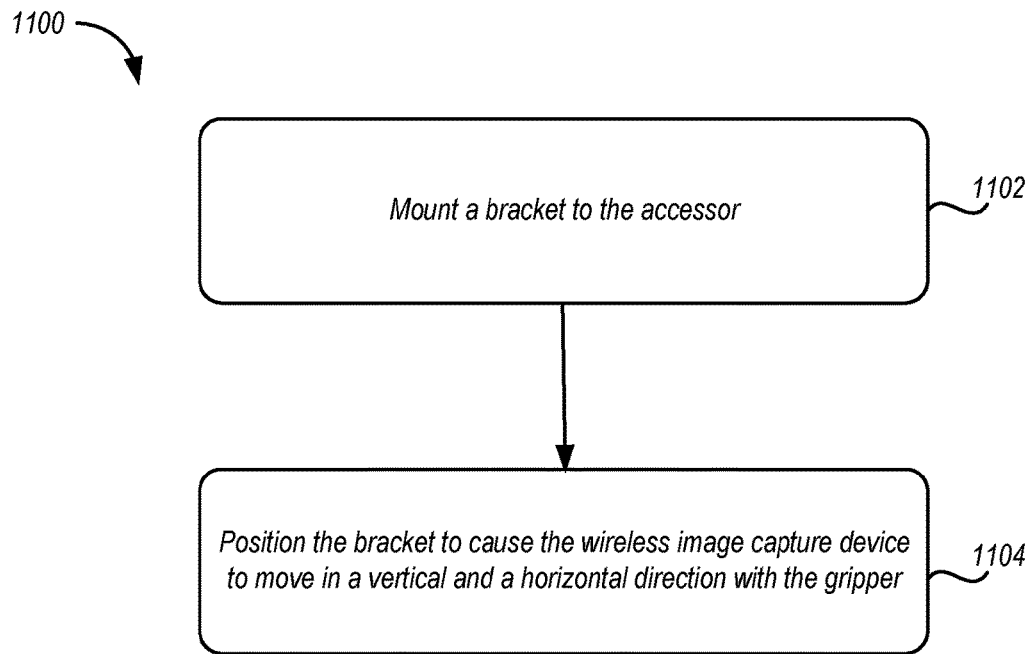 1100
Mount a bracket to the accessor
1102
Position the bracket to cause the wireless image capture device
to move in a vertical and a horizontal direction with the gripper
1104